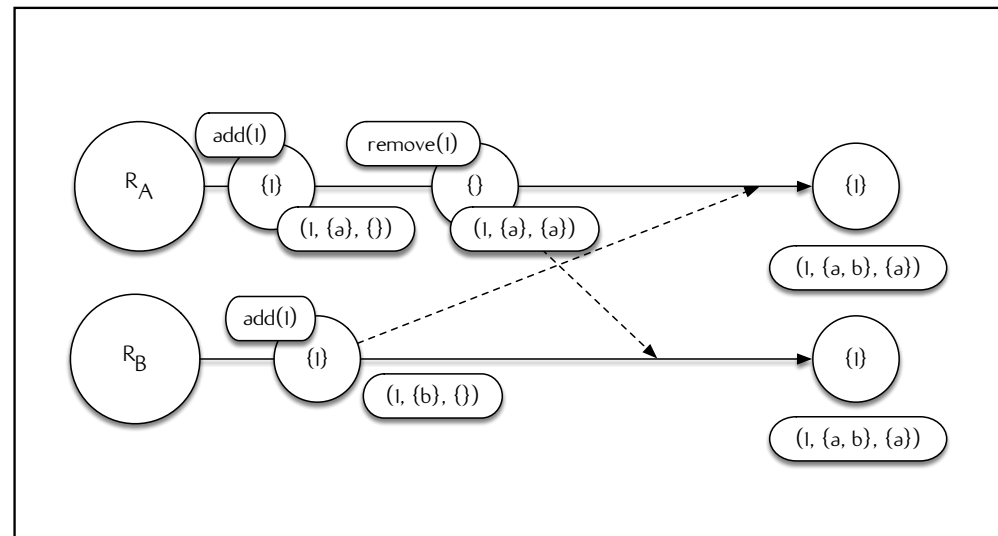 R_A
add(1)
{1}
(1, {a}, {})
remove(1)
{}
(1, {a}, {a})
{1}
(1, {a, b}, {a})
R_B
add(1)
{1}
(1, {b}, {})
{1}
(1, {a, b}, {a})